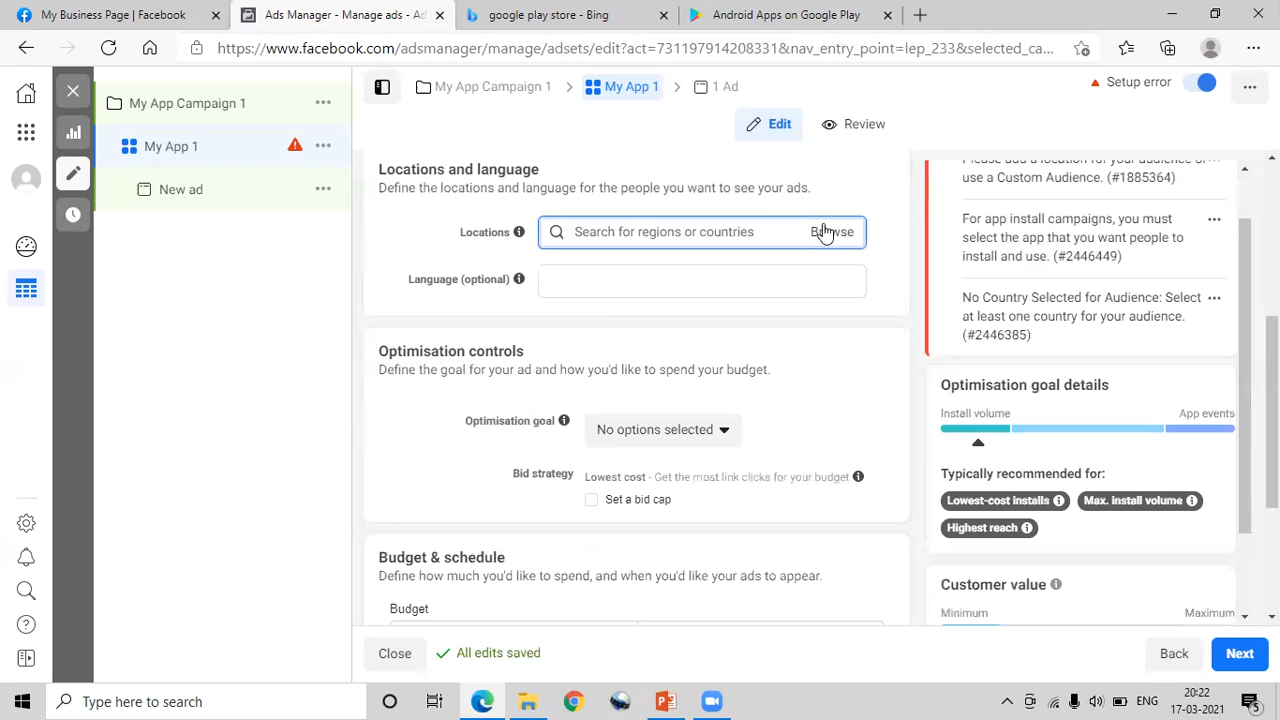 My Business Page | Facebook
Ads Manager - Manage ads - Ad
google play store - Bing
Android Apps on Google Play
https://www.facebook.com/adsmanager/manage/adsets/edit?act=731197914208331&nav_entry_point=lep_233&selected_ca...
My App Campaign 1
My App 1
1 Ad
Setup error
Edit
Review
My App Campaign 1
My App 1
New ad
Locations and language
Define the locations and language for the people you want to see your ads.
Locations
Search for regions or countries
Browse
Language (optional)
Optimisation controls
Define the goal for your ad and how you'd like to spend your budget.
Optimisation goal
No options selected
Bid strategy
Lowest cost - Get the most link clicks for your budget
Set a bid cap
Budget & schedule
Define how much you'd like to spend, and when you'd like your ads to appear.
Budget
Please add a location for your audience or
use a Custom Audience. (#1885364)
For app install campaigns, you must
select the app that you want people to
install and use. (#2446449)
No Country Selected for Audience: Select
at least one country for your audience.
(#2446385)
Optimisation goal details
Install volume
App events
Typically recommended for:
Lowest-cost installs
Max. install volume
Highest reach
Customer value
Minimum
Maximum
Close
All edits saved
Back
Next
Type here to search
ENG
20:22
17-03-2021
5